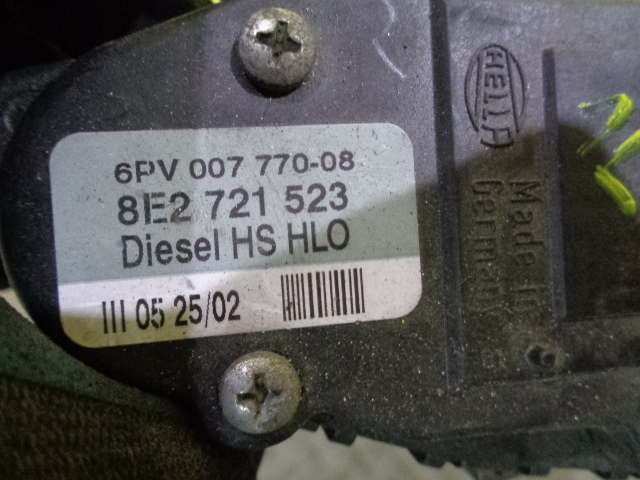 6PV 007 770-08
8E2 721 523
Diesel HS HLO
III 05 25/02
HELLA
Made in
Germany